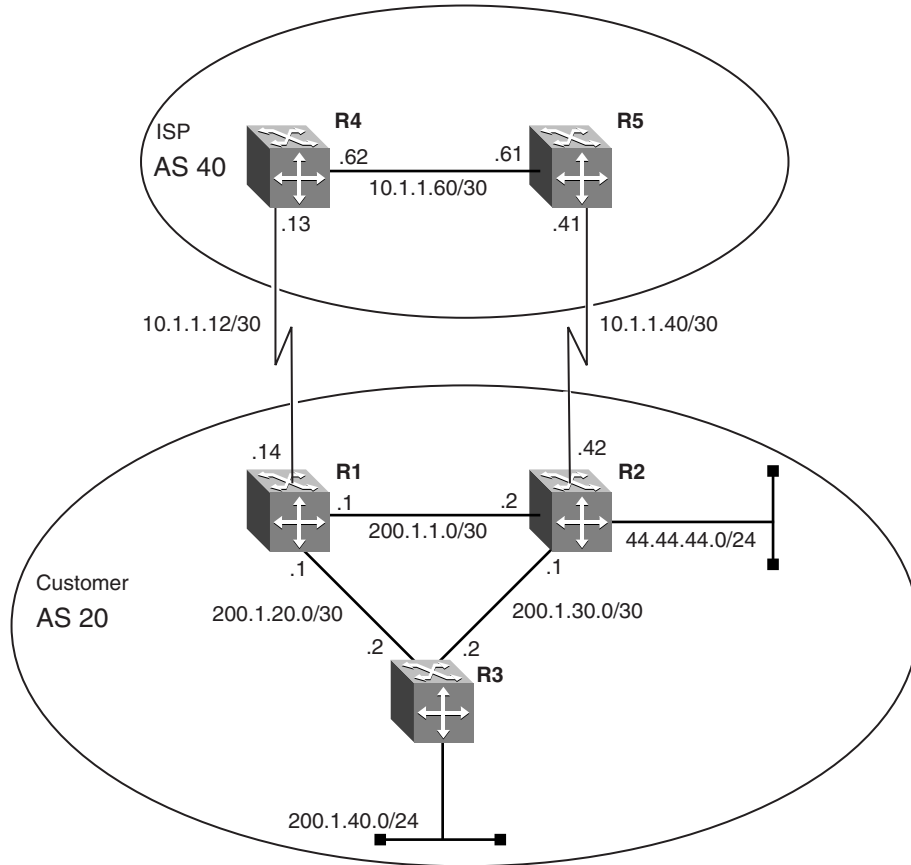 R4
R5
ISP
AS 40
.62
.61
10.1.1.60/30
.13
.41
10.1.1.12/30
10.1.1.40/30
.14
.42
R1
R2
.1
.2
200.1.1.0/30
44.44.44.0/24
.1
.1
Customer
AS 20
200.1.20.0/30
200.1.30.0/30
.2
.2
R3
200.1.40.0/24